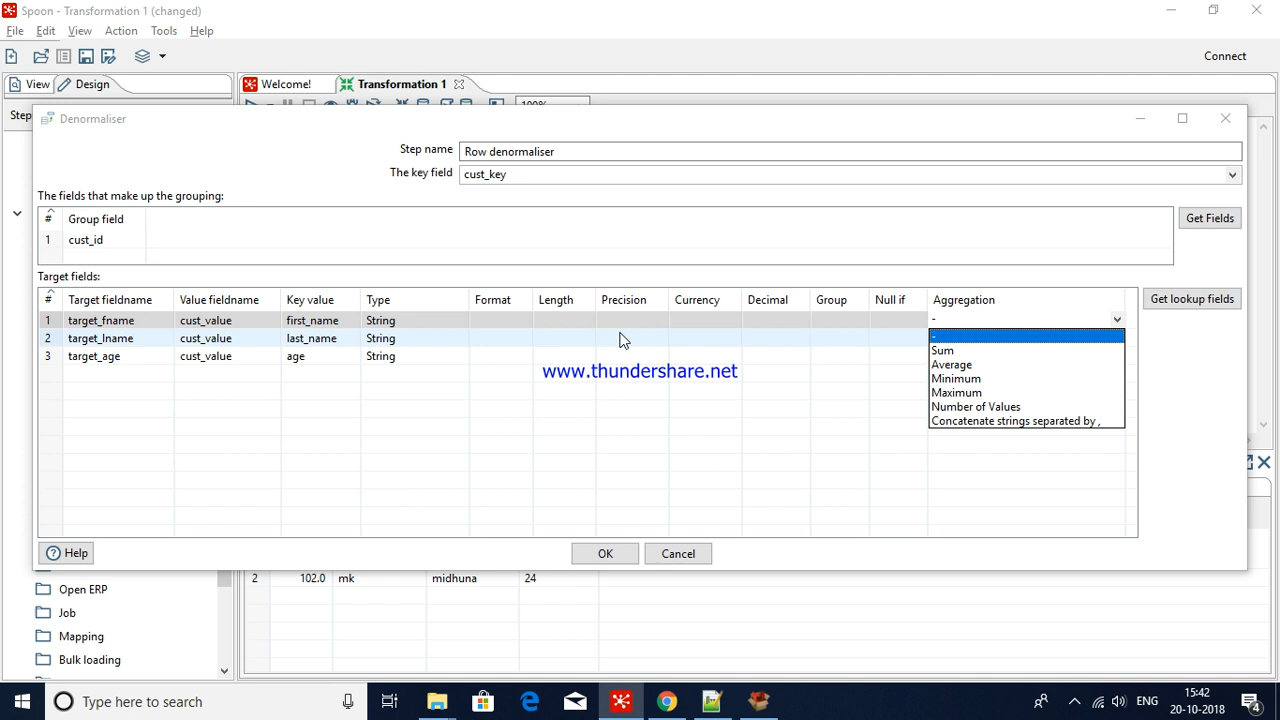 Spoon - Transformation 1 (changed)
File Edit View Action Tools Help
Connect
View Design Welcome! Transformation 1
100%
Step
Denormaliser
Step name Row denormaliser
The key field cust_key
The fields that make up the grouping:
# Group field
Get Fields
1 cust_id
Target fields:
# Target fieldname Value fieldname Key value Type Format Length Precision Currency Decimal Group Null if Aggregation
Get lookup fields
1 target_fname cust_value first_name String -
2 target_lname cust_value last_name String -
3 target_age cust_value age String
Sum
Average
Minimum
Maximum
Number of Values
Concatenate strings separated by ,
www.thundershare.net
Help OK Cancel
2 102.0 mk midhuna 24
Open ERP
Job
Mapping
Bulk loading
Type here to search
ENG
15:42
20-10-2018
4